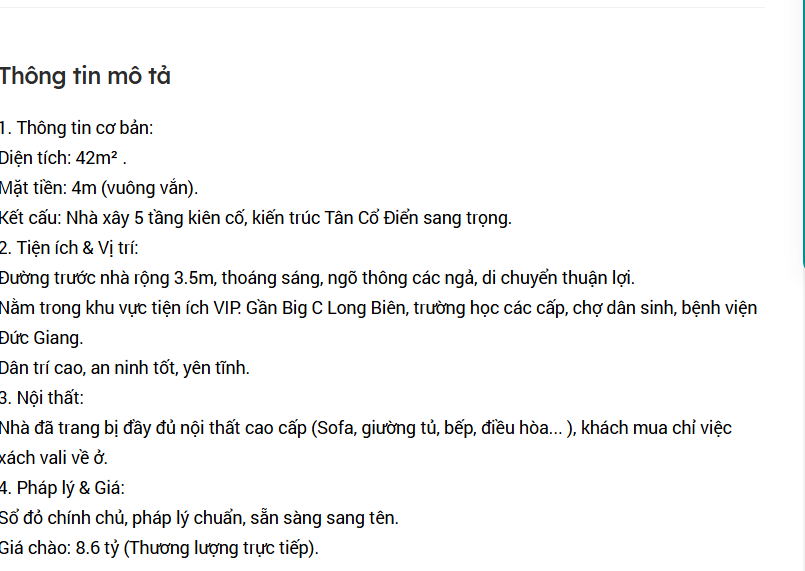 Thông tin mô tả
1. Thông tin cơ bản:
Diện tích: 42m² .
Mặt tiền: 4m (vuông vắn).
Kết cấu: Nhà xây 5 tầng kiên cố, kiến trúc Tân Cổ Điển sang trọng.
2. Tiện ích & Vị trí:
Đường trước nhà rộng 3.5m, thoáng sáng, ngõ thông các ngả, di chuyển thuận lợi.
Nằm trong khu vực tiện ích VIP. Gần Big C Long Biên, trường học các cấp, chợ dân sinh, bệnh viện
Đức Giang.
Dân trí cao, an ninh tốt, yên tĩnh.
3. Nội thất:
Nhà đã trang bị đầy đủ nội thất cao cấp (Sofa, giường tủ, bếp, điều hòa... ), khách mua chỉ việc
xách vali về ở.
4. Pháp lý & Giá:
Sổ đỏ chính chủ, pháp lý chuẩn, sẵn sàng sang tên.
Giá chào: 8.6 tỷ (Thương lượng trực tiếp).